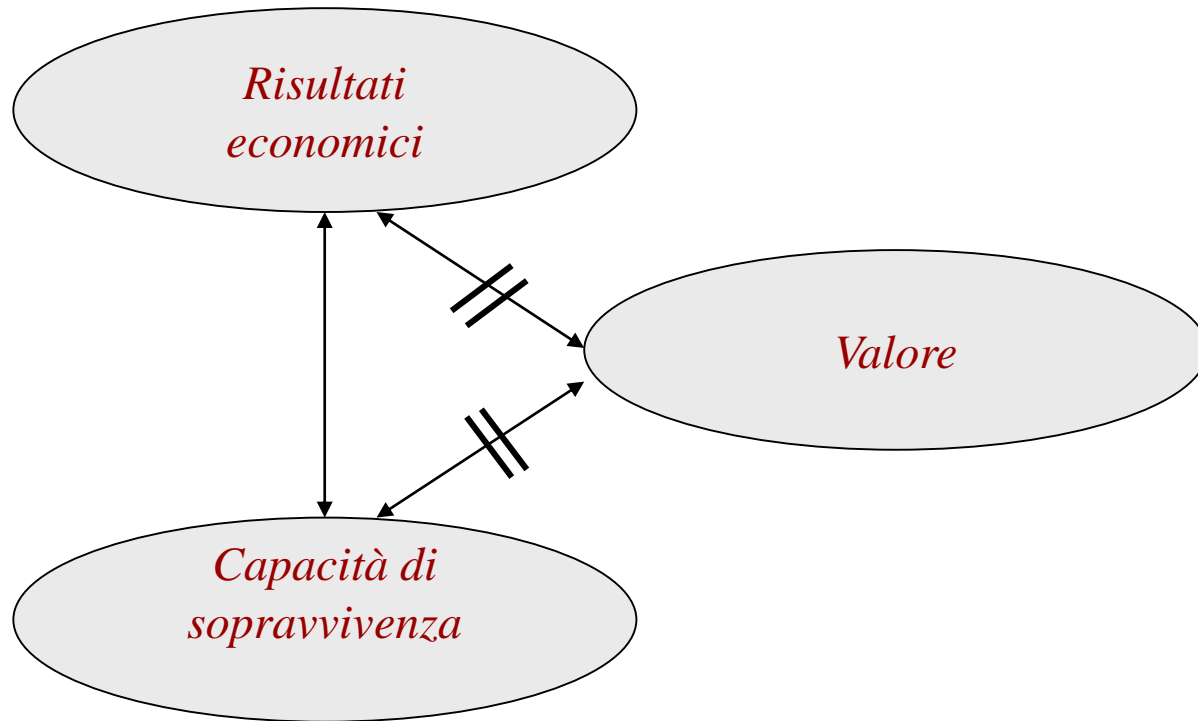 Risultati
economici
Valore
Capacità di
sopravvivenza